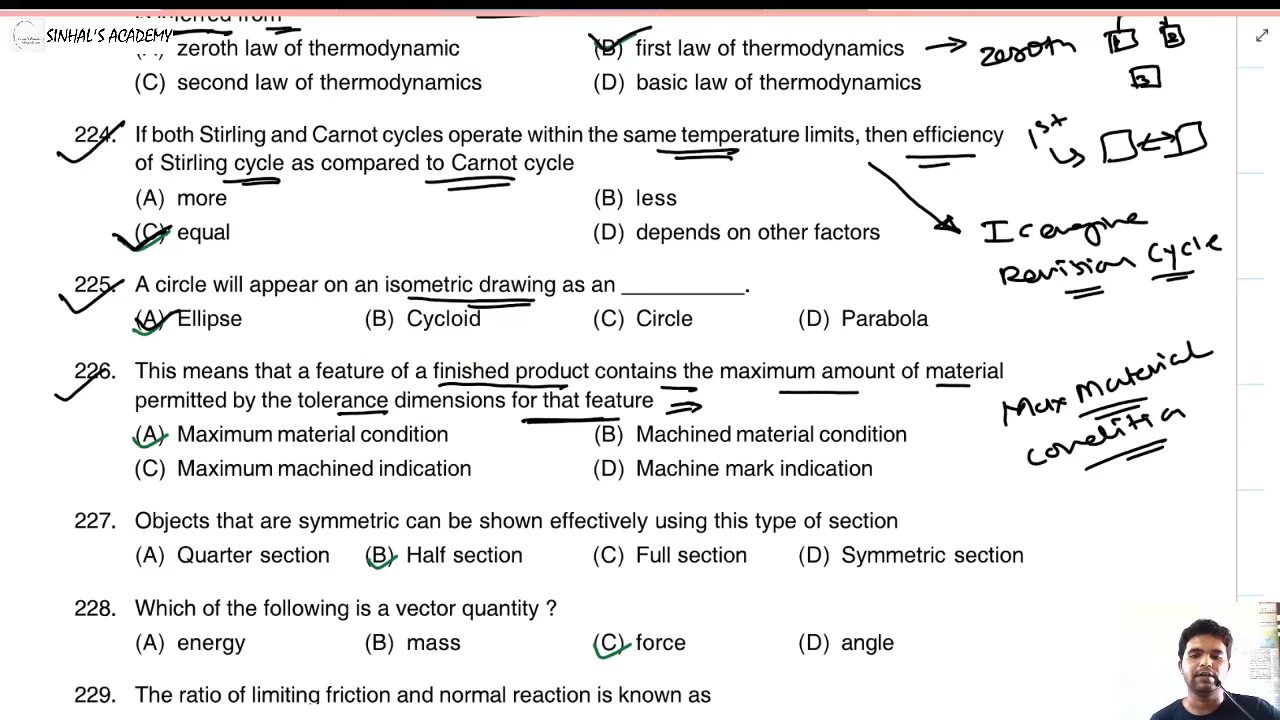 is inferred from
SINHAL'S ACADEMY
(A) zeroth law of thermodynamic (B) first law of thermodynamics → zeroth 1 2
(C) second law of thermodynamics (D) basic law of thermodynamics 3
224. If both Stirling and Carnot cycles operate within the same temperature limits, then efficiency 1st
of Stirling cycle as compared to Carnot cycle
(A) more (B) less
(C) equal (D) depends on other factors
Ic engine
Revision Cycle
225. A circle will appear on an isometric drawing as an ___________.
(A) Ellipse (B) Cycloid (C) Circle (D) Parabola
226. This means that a feature of a finished product contains the maximum amount of material
permitted by the tolerance dimensions for that feature
Max Material
condition
(A) Maximum material condition (B) Machined material condition
(C) Maximum machined indication (D) Machine mark indication
227. Objects that are symmetric can be shown effectively using this type of section
(A) Quarter section (B) Half section (C) Full section (D) Symmetric section
228. Which of the following is a vector quantity ?
(A) energy (B) mass (C) force (D) angle
229. The ratio of limiting friction and normal reaction is known as